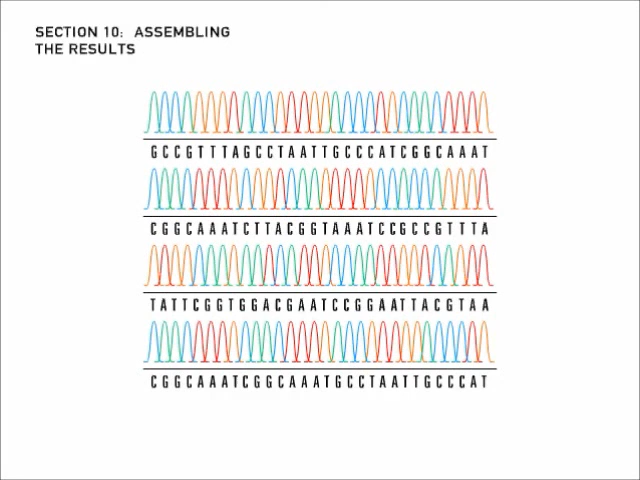 SECTION 10: ASSEMBLING
THE RESULTS
GCCGTTTAGCCTAATTGCCCATCGGCAAAT
CGGCAAATCTTACGGTAAATCCGCCGTTTA
TATTCGGTGGACGAATCCGGAATTACGTAA
CGGCAAATCGGCAAATGCCTAATTGCCCAT